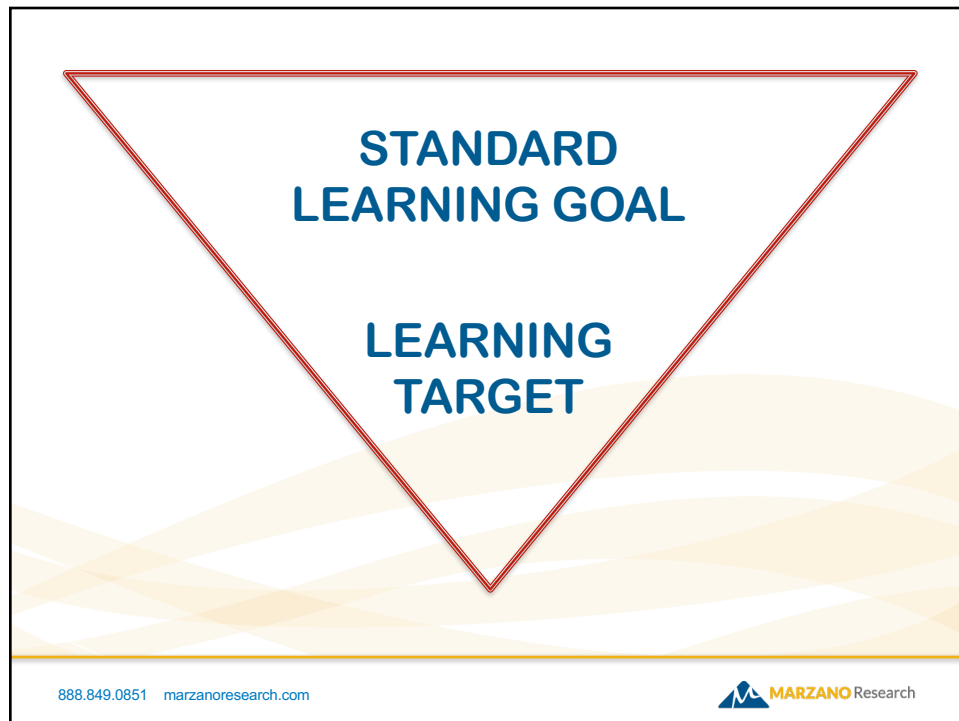 STANDARD
LEARNING GOAL
LEARNING
TARGET
888.849.0851 marzanoresearch.com
MARZANO Research